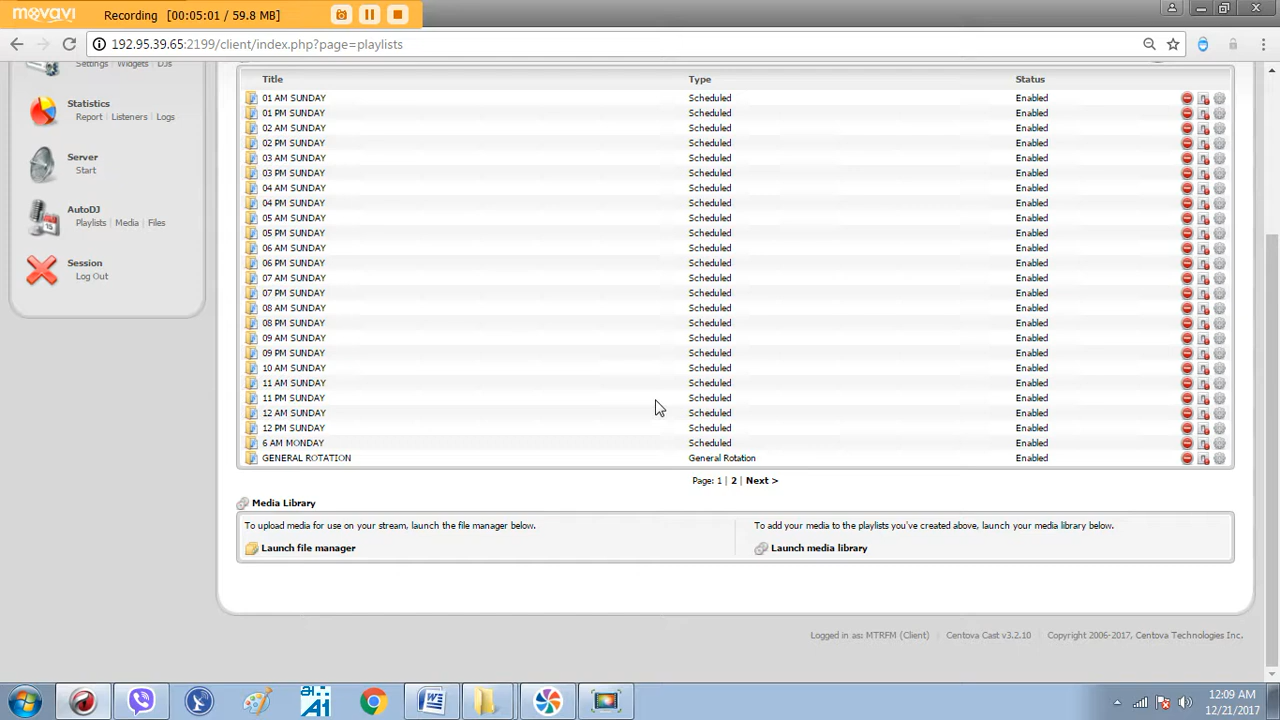 movavi Recording [00:05:01 / 59.8 MB]
192.95.39.65:2199/client/index.php?page=playlists
Settings Widgets DJs
Statistics
Report Listeners Logs
Server
Start
AutoDJ
Playlists Media Files
Session
Log Out
Title Type Status
01 AM SUNDAY Scheduled Enabled
01 PM SUNDAY Scheduled Enabled
02 AM SUNDAY Scheduled Enabled
02 PM SUNDAY Scheduled Enabled
03 AM SUNDAY Scheduled Enabled
03 PM SUNDAY Scheduled Enabled
04 AM SUNDAY Scheduled Enabled
04 PM SUNDAY Scheduled Enabled
05 AM SUNDAY Scheduled Enabled
05 PM SUNDAY Scheduled Enabled
06 AM SUNDAY Scheduled Enabled
06 PM SUNDAY Scheduled Enabled
07 AM SUNDAY Scheduled Enabled
07 PM SUNDAY Scheduled Enabled
08 AM SUNDAY Scheduled Enabled
08 PM SUNDAY Scheduled Enabled
09 AM SUNDAY Scheduled Enabled
09 PM SUNDAY Scheduled Enabled
10 AM SUNDAY Scheduled Enabled
11 AM SUNDAY Scheduled Enabled
11 PM SUNDAY Scheduled Enabled
12 AM SUNDAY Scheduled Enabled
12 PM SUNDAY Scheduled Enabled
6 AM MONDAY Scheduled Enabled
GENERAL ROTATION General Rotation Enabled
Page: 1 | 2 | Next >
Media Library
To upload media for use on your stream, launch the file manager below. To add your media to the playlists you've created above, launch your media library below.
Launch file manager Launch media library
Logged in as: MTRFM (Client) Centova Cast v3.2.10 Copyright 2006-2017, Centova Technologies Inc.
A1
12:09 AM
12/21/2017